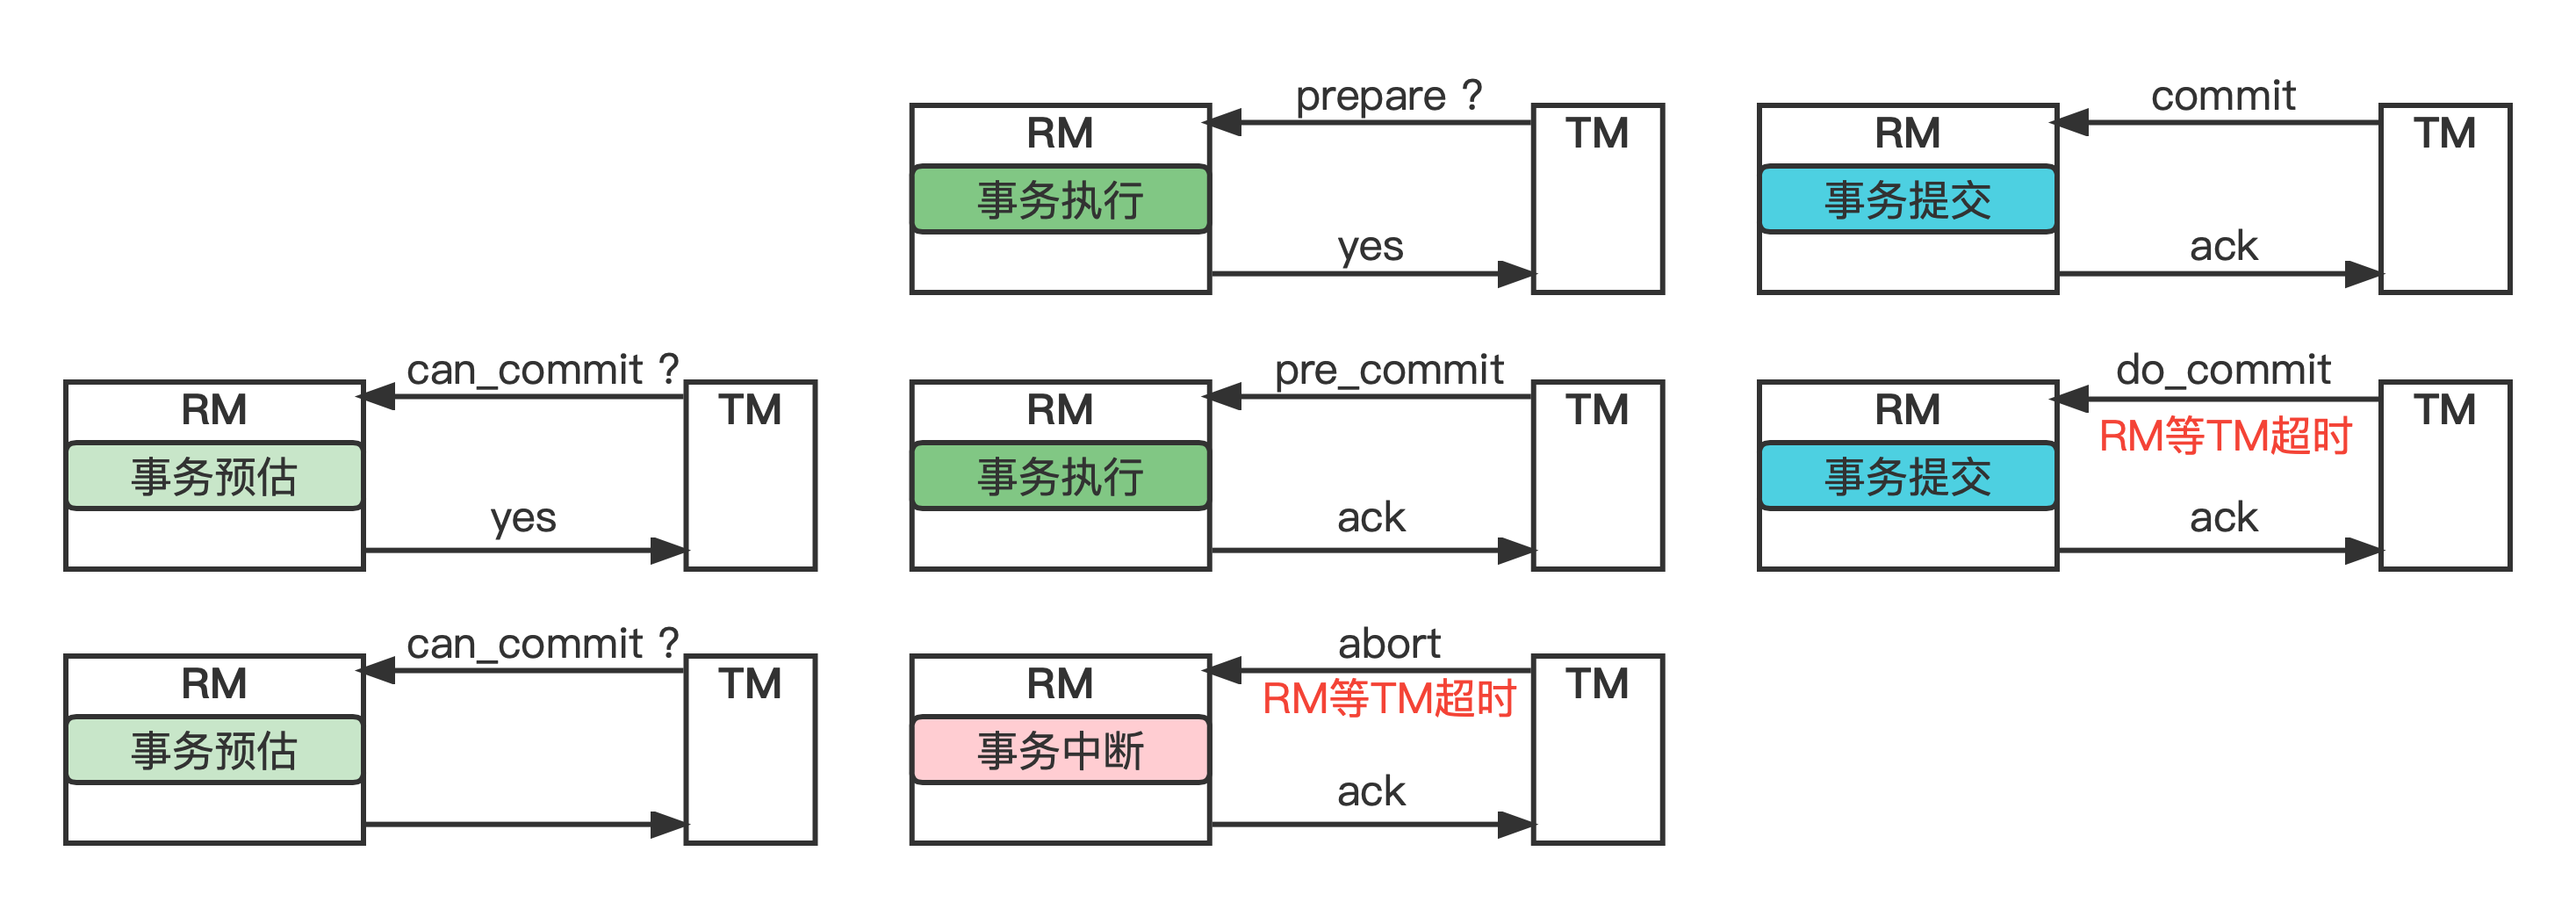 prepare ?
RM
TM
事务执行
yes
commit
RM
TM
事务提交
ack
can_commit ?
RM
TM
事务预估
yes
pre_commit
RM
TM
事务执行
ack
do_commit
RM
TM
RM等TM超时
事务提交
ack
can_commit ?
RM
TM
事务预估
abort
RM
TM
RM等TM超时
事务中断
ack